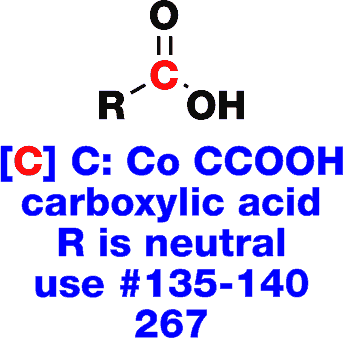 O
C
R OH
[C] C: Co CCOOH
carboxylic acid
R is neutral
use #135-140
267